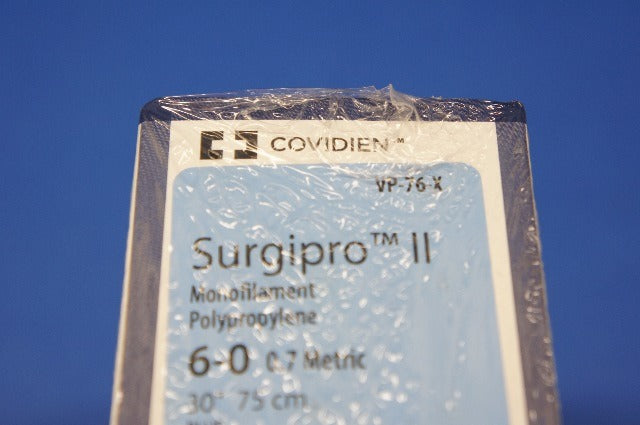 COVIDIEN™
VP-76-X
Surgipro™ II
Monofilament
Polypropylene
6-0 0.7 Metric
30" 75 cm